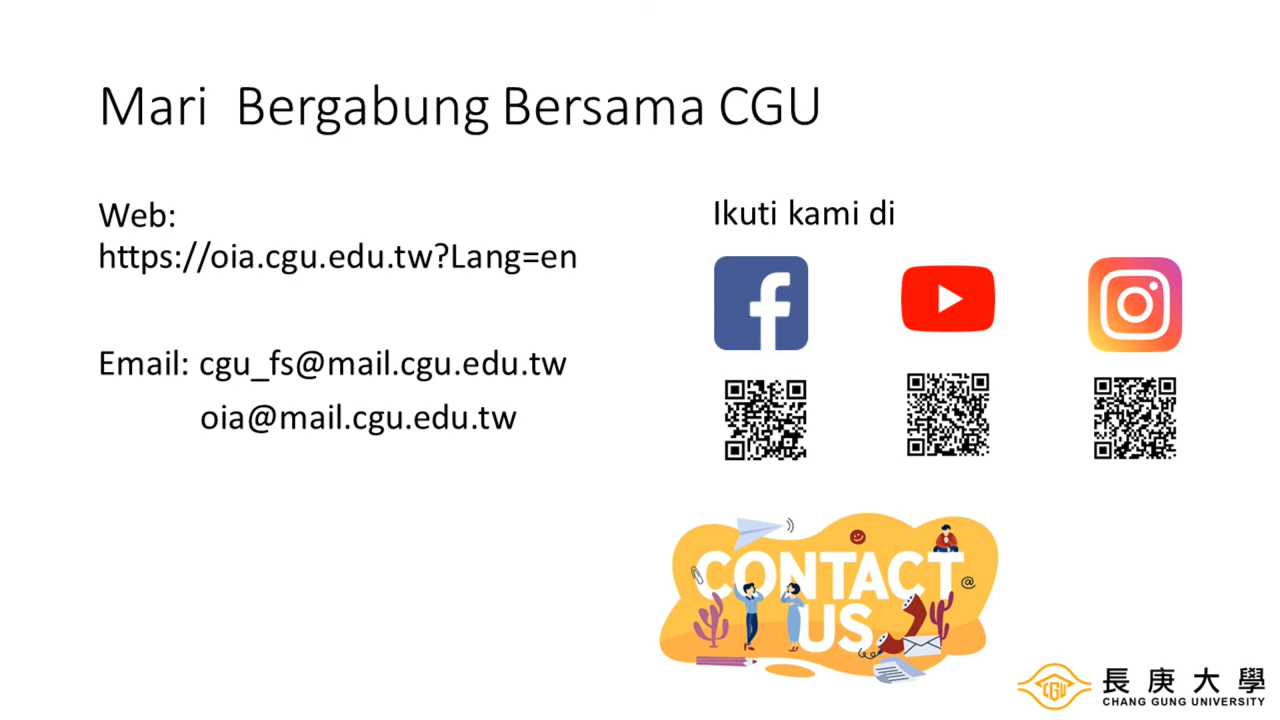 Mari  Bergabung Bersama CGU
Web:
https://oia.cgu.edu.tw?Lang=en
Email: cgu_fs@mail.cgu.edu.tw
oia@mail.cgu.edu.tw
Ikuti kami di
CONTACT
US
@
CGU
長庚大學
CHANG GUNG UNIVERSITY